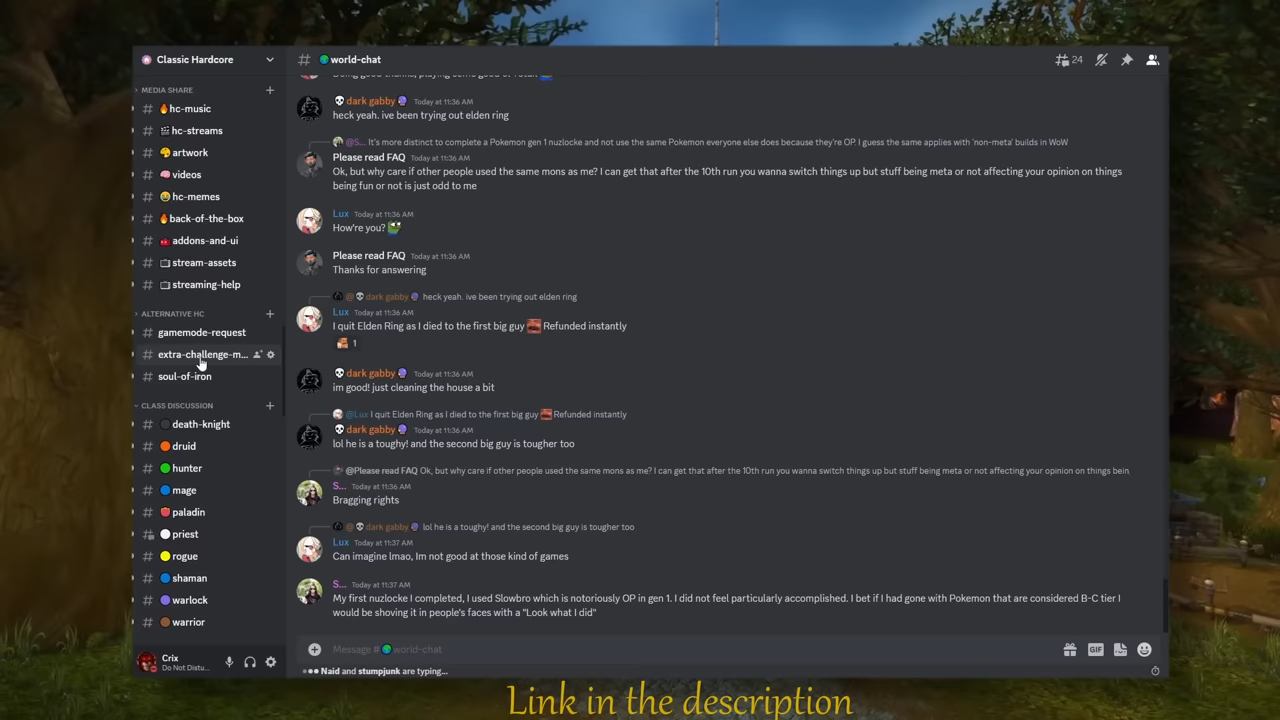 Classic Hardcore
MEDIA SHARE
hc-music
hc-streams
artwork
videos
hc-memes
back-of-the-box
addons-and-ui
stream-assets
streaming-help
ALTERNATIVE HC
gamemode-request
extra-challenge-m...
soul-of-iron
CLASS DISCUSSION
death-knight
druid
hunter
mage
paladin
priest
rogue
shaman
warlock
warrior
Crix
Do Not Distu...
world-chat
24
dark gabby Today at 11:36 AM
heck yeah. ive been trying out elden ring
@S... It's more distinct to complete a Pokemon gen 1 nuzlocke and not use the same Pokemon everyone else does because they're OP. I guess the same applies with 'non-meta' builds in WoW
Please read FAQ Today at 11:36 AM
Ok, but why care if other people used the same mons as me? I can get that after the 10th run you wanna switch things up but stuff being meta or not affecting your opinion on things
being fun or not is just odd to me
Lux Today at 11:36 AM
How're you?
Please read FAQ Today at 11:36 AM
Thanks for answering
@ dark gabby heck yeah. ive been trying out elden ring
Lux Today at 11:36 AM
I quit Elden Ring as I died to the first big guy Refunded instantly
1
dark gabby Today at 11:36 AM
im good! just cleaning the house a bit
@Lux I quit Elden Ring as I died to the first big guy Refunded instantly
dark gabby Today at 11:36 AM
lol he is a toughy! and the second big guy is tougher too
@Please read FAQ Ok, but why care if other people used the same mons as me? I can get that after the 10th run you wanna switch things up but stuff being meta or not affecting your opinion on things bein
S... Today at 11:36 AM
Bragging rights
@ dark gabby lol he is a toughy! and the second big guy is tougher too
Lux Today at 11:37 AM
Can imagine lmao, Im not good at those kind of games
S... Today at 11:37 AM
My first nuzlocke I completed, I used Slowbro which is notoriously OP in gen 1. I did not feel particularly accomplished. I bet if I had gone with Pokemon that are considered B-C tier I
would be shoving it in people's faces with a "Look what I did"
Message # world-chat
GIF
Naid and stumpjunk are typing...
Link in the description